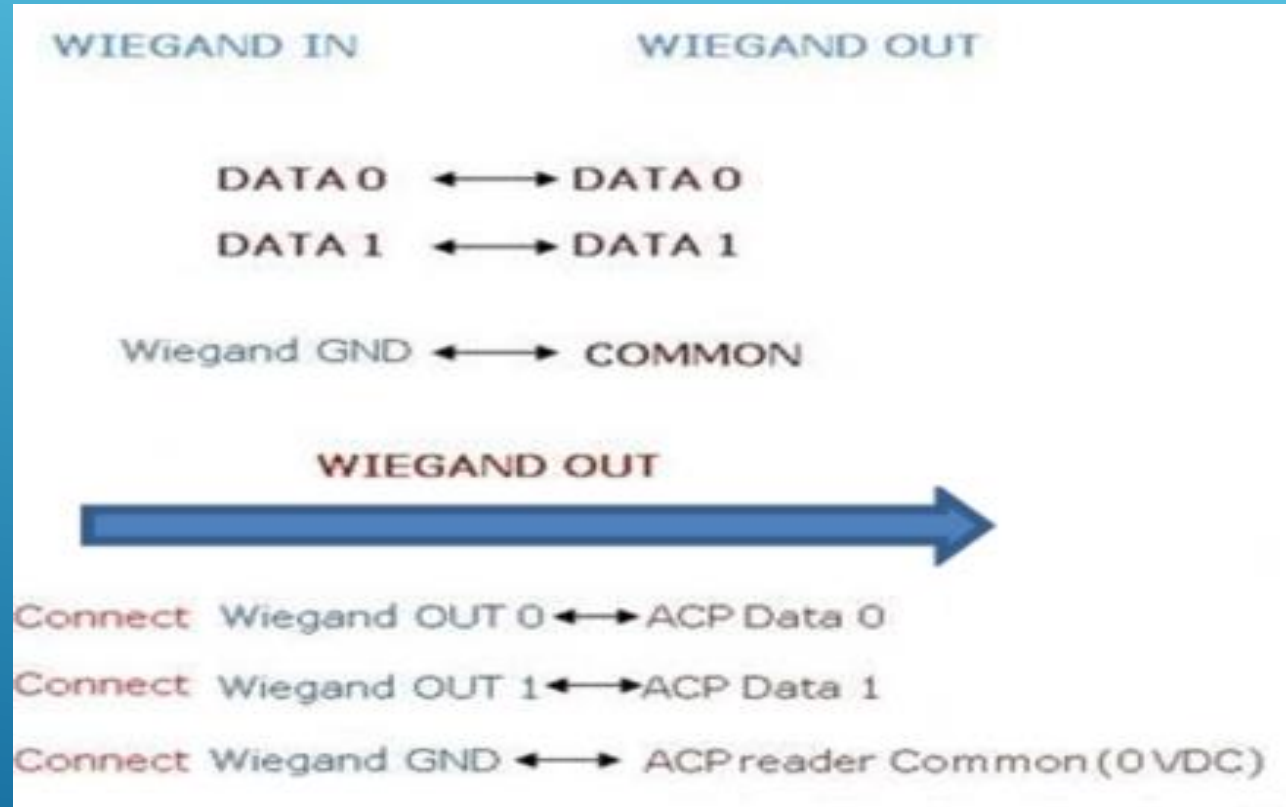 WIEGAND IN WIEGAND OUT
DATA 0 DATA 0
DATA 1 DATA 1
Wiegand GND COMMON
WIEGAND OUT
Connect Wiegand OUT 0 ACP Data 0
Connect Wiegand OUT 1 ACP Data 1
Connect Wiegand GND ACP reader Common (0 VDC)